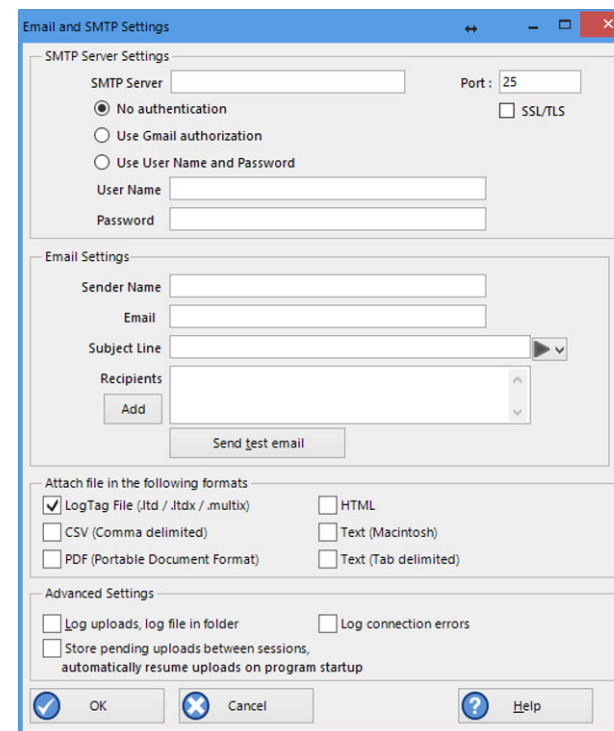 Email and SMTP Settings
SMTP Server Settings
SMTP Server Port : 25
No authentication SSL/TLS
Use Gmail authorization
Use User Name and Password
User Name
Password
Email Settings
Sender Name
Email
Subject Line
Recipients
Add
Send test email
Attach file in the following formats
LogTag File (.ltd / .ltdx / .multix) HTML
CSV (Comma delimited) Text (Macintosh)
PDF (Portable Document Format) Text (Tab delimited)
Advanced Settings
Log uploads, log file in folder Log connection errors
Store pending uploads between sessions,
automatically resume uploads on program startup
OK Cancel Help